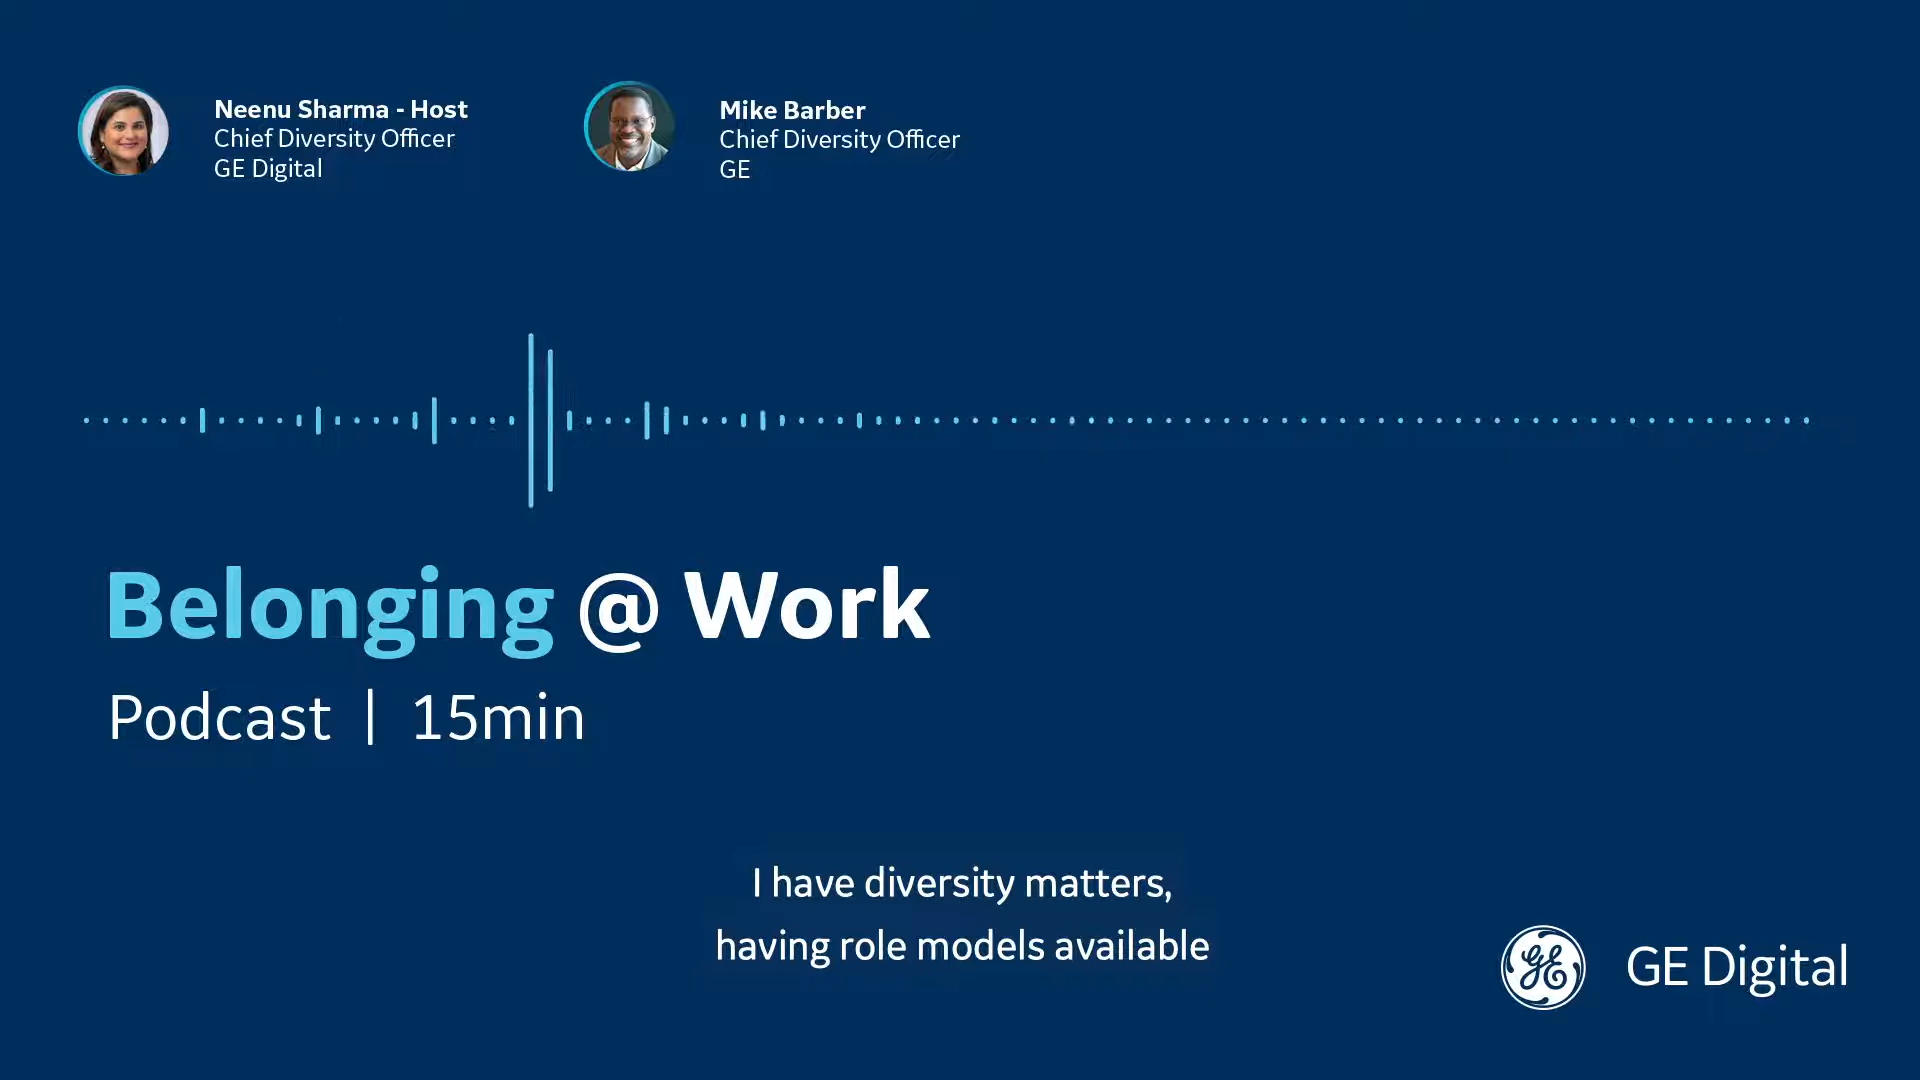 Neenu Sharma - Host
Chief Diversity Officer
GE Digital
Mike Barber
Chief Diversity Officer
GE
Belonging @ Work
Podcast | 15min
I have diversity matters,
having role models available
GE
GE Digital